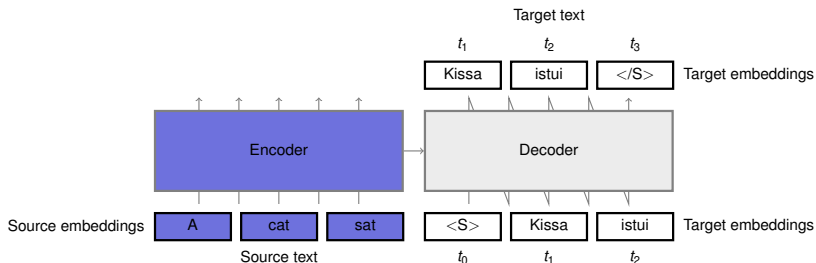 Target text
t1 t2 t3
Kissa istui </S> Target embeddings
Encoder Decoder
Source embeddings A cat sat <S> Kissa istui Target embeddings
Source text t0 t1 t2